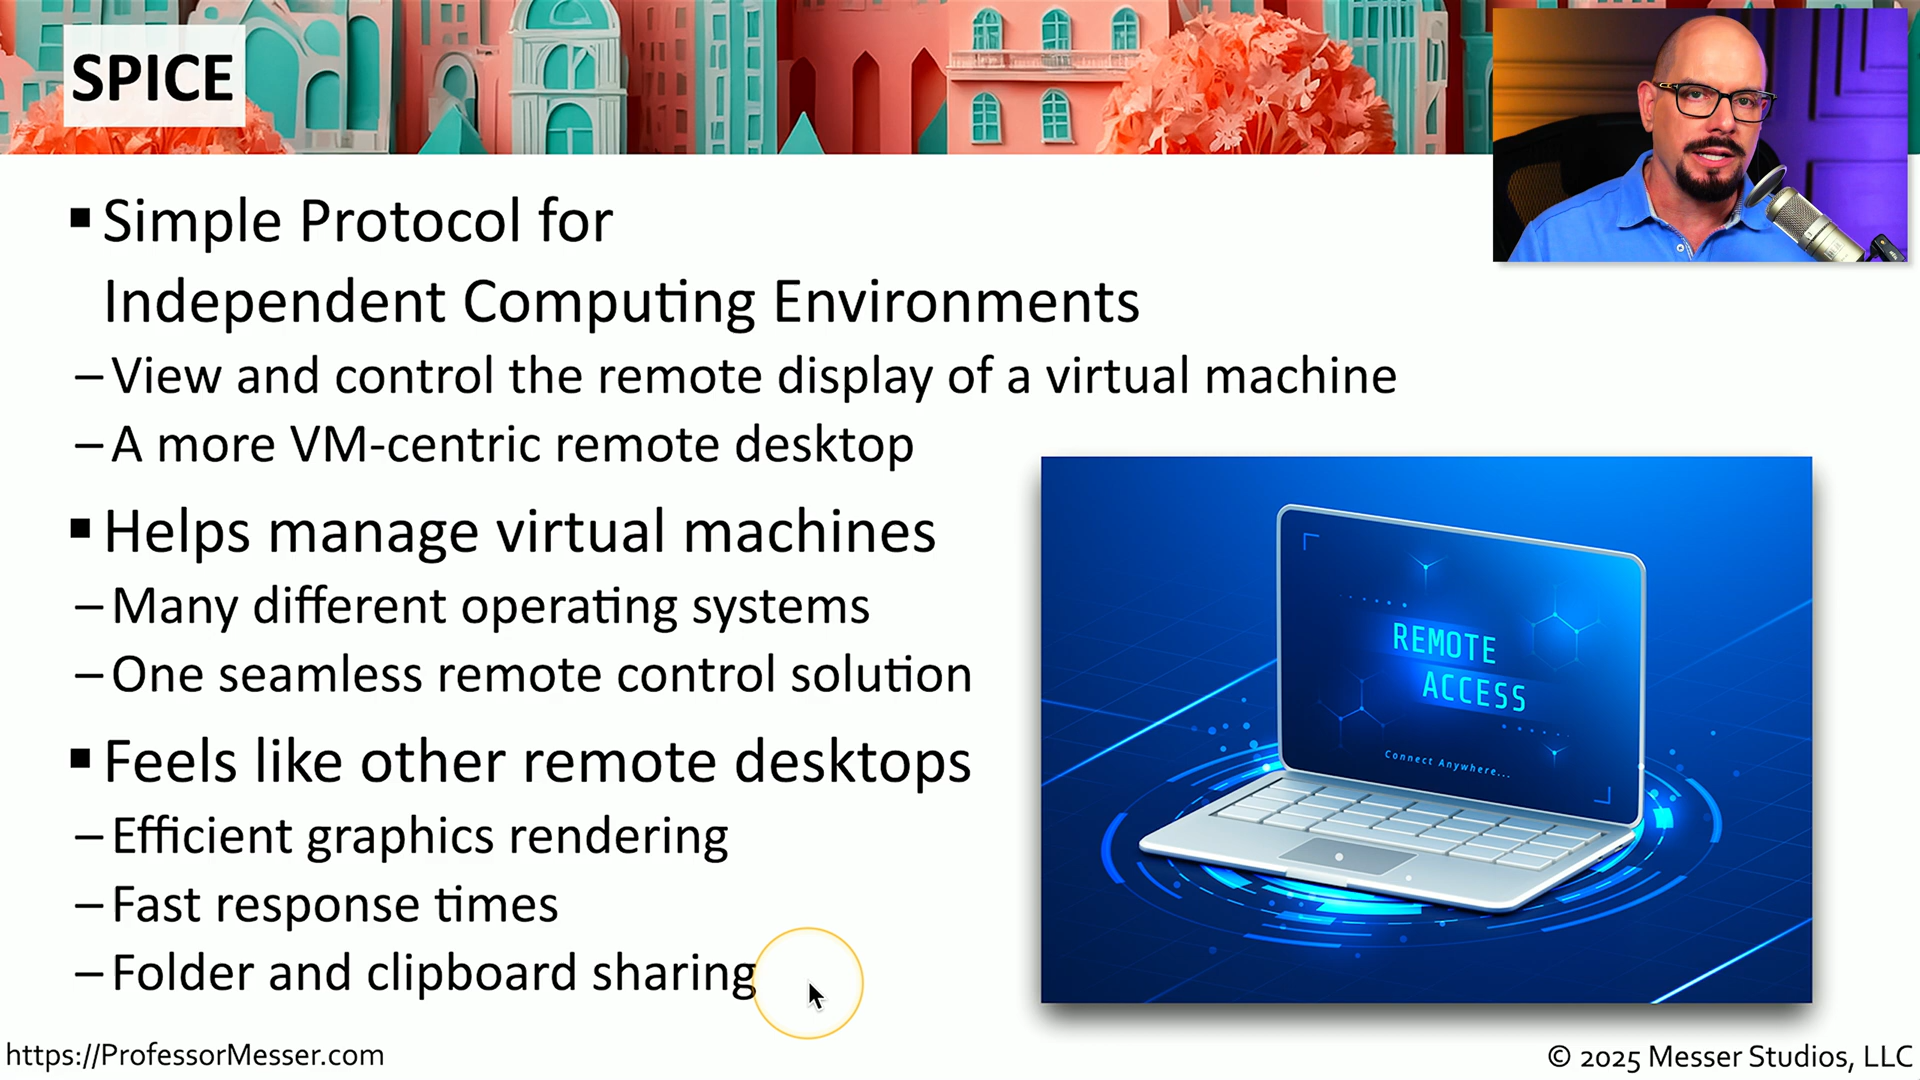 SPICE
▪ Simple Protocol for
Independent Computing Environments
– View and control the remote display of a virtual machine
– A more VM-centric remote desktop
▪ Helps manage virtual machines
– Many different operating systems
– One seamless remote control solution
▪ Feels like other remote desktops
– Efficient graphics rendering
– Fast response times
– Folder and clipboard sharing
REMOTE
ACCESS
Connect Anywhere...
https://ProfessorMesser.com
© 2025 Messer Studios, LLC